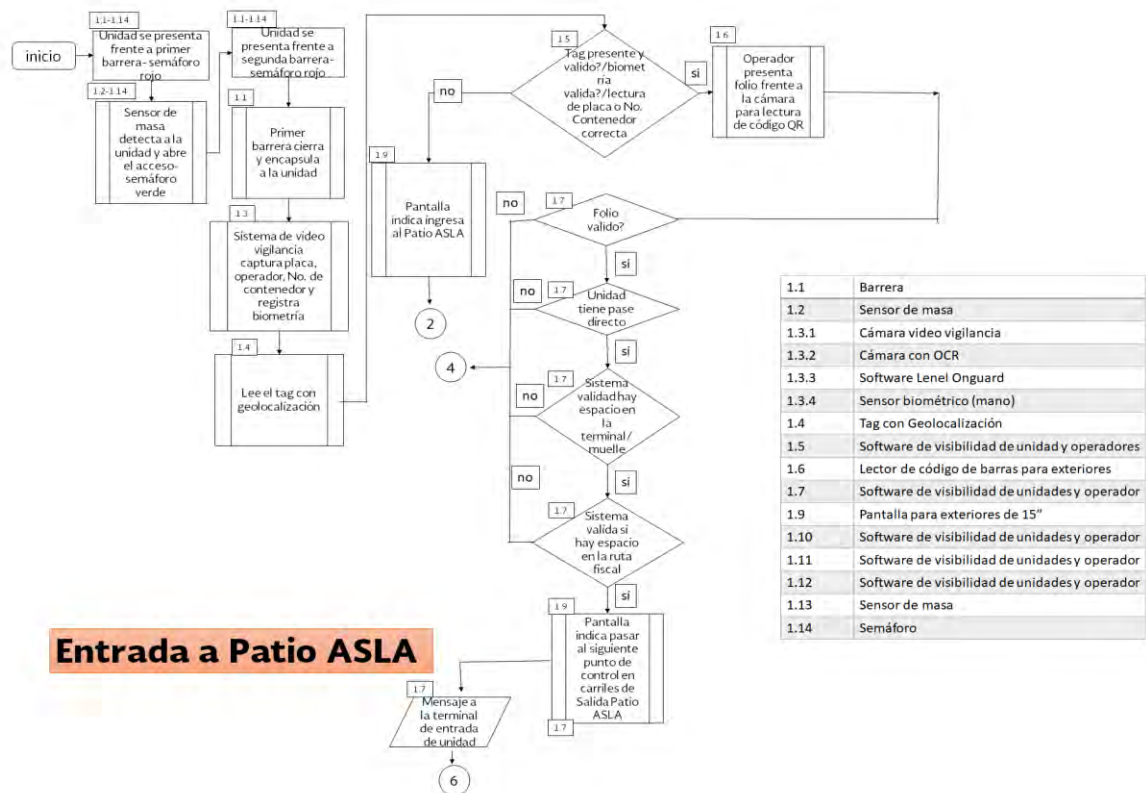 inicio
1.1-1.14
Unidad se
presenta frente
a primer
barrera- semáforo
rojo
1.2-1.14
Sensor de
masa
detecta a la
unidad y abre
el acceso-
semáforo
verde
1.1-1.14
Unidad se
presenta frente a
segunda barrera-
semáforo rojo
1.1
Primer
barrera cierra
y encapsula
a la unidad
1.3
Sistema de video
vigilancia
captura placa,
operador, No. de
contenedor y
registra
biometría
1.4
Lee el tag con
geolocalización
1.5
Tag presente y
valido?/biomet
ría
valida?/lectura
de placa o No.
Contenedor
correcta
si
no
1.6
Operador
presenta
folio frente a
la cámara
para lectura
de código QR
1.9
Pantalla
indica ingresa
al Patio ASLA
2
1.7
Folio
valido?
no
sí
1.7
Unidad
tiene pase
directo
no
sí
4
1.7
Sistema
validad hay
espacio en
la
terminal/
muelle
no
sí
1.7
Sistema
valida si
hay espacio
en la ruta
fiscal
no
sí
1.9
Pantalla
indica pasar
al siguiente
punto de
control en
carriles de
Salida Patio
ASLA
1.7
1.7
Mensaje a
la terminal
de entrada
de unidad
6
Entrada a Patio ASLA
1.1 Barrera
1.2 Sensor de masa
1.3.1 Cámara video vigilancia
1.3.2 Cámara con OCR
1.3.3 Software Lenel Onguard
1.3.4 Sensor biométrico (mano)
1.4 Tag con Geolocalización
1.5 Software de visibilidad de unidad y operadores
1.6 Lector de código de barras para exteriores
1.7 Software de visibilidad de unidades y operador
1.9 Pantalla para exteriores de 15"
1.10 Software de visibilidad de unidades y operador
1.11 Software de visibilidad de unidades y operador
1.12 Software de visibilidad de unidades y operador
1.13 Sensor de masa
1.14 Semáforo